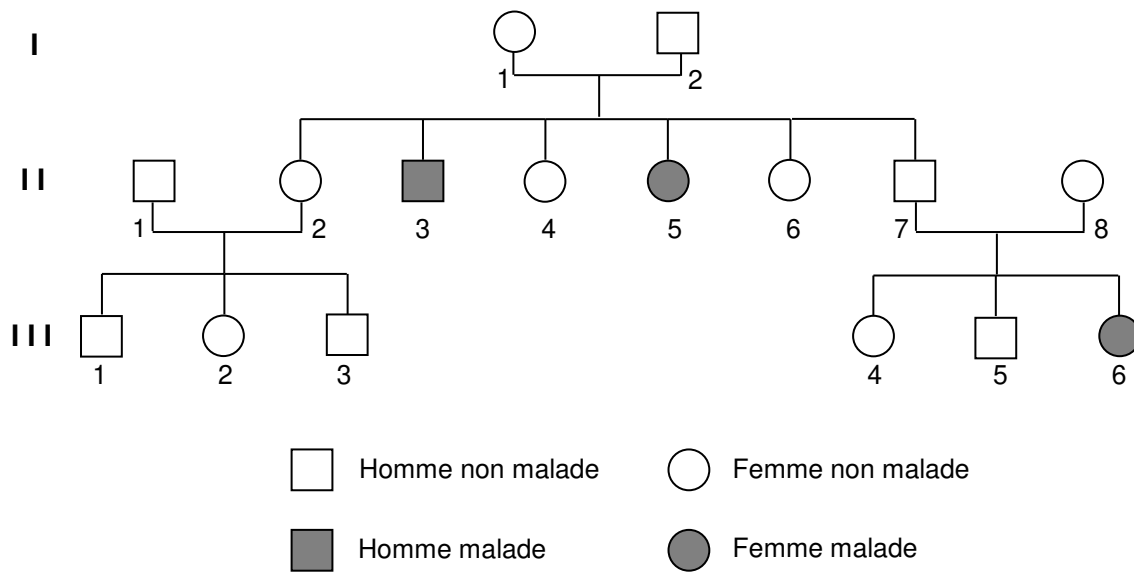 I
1 2
II
1 2 3 4 5 6 7 8
III
1 2 3 4 5 6
Homme non malade Femme non malade
Homme malade Femme malade